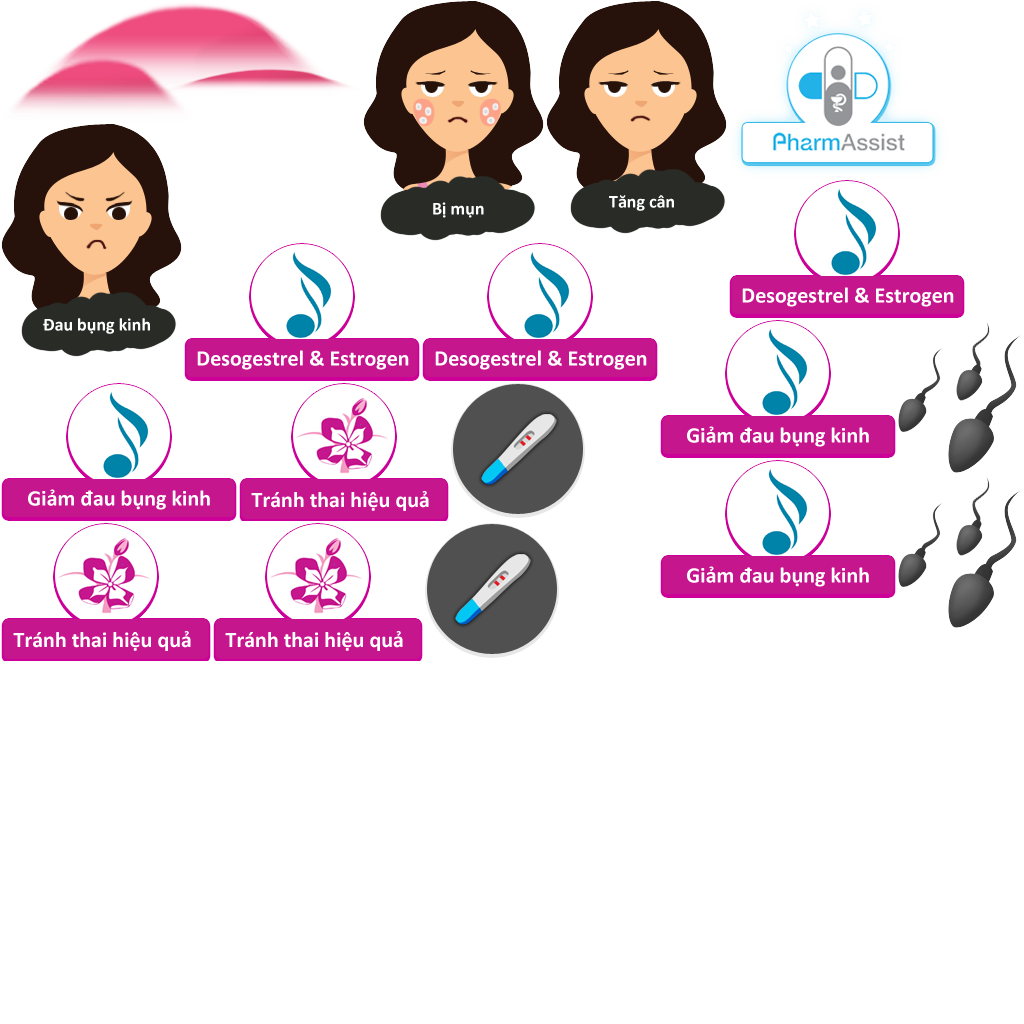 PharmAssist
Bị mụn
Tăng cân
Desogestrel & Estrogen
Đau bụng kinh
Desogestrel & Estrogen
Desogestrel & Estrogen
Giảm đau bụng kinh
Giảm đau bụng kinh
Tránh thai hiệu quả
Giảm đau bụng kinh
Tránh thai hiệu quả
Tránh thai hiệu quả